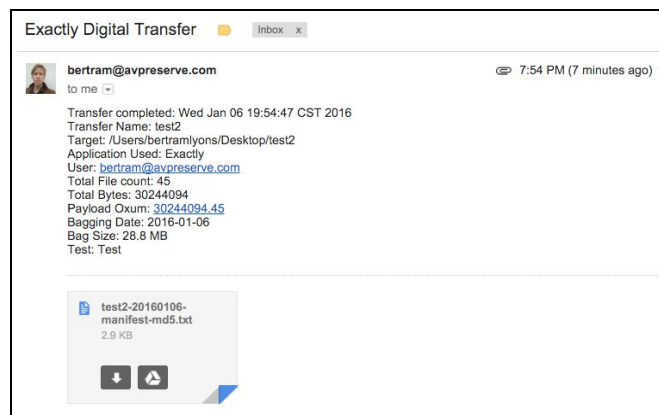 Exactly Digital Transfer
Inbox x
bertram@avpreserve.com
7:54 PM (7 minutes ago)
to me
Transfer completed: Wed Jan 06 19:54:47 CST 2016
Transfer Name: test2
Target: /Users/bertramlyons/Desktop/test2
Application Used: Exactly
User: bertram@avpreserve.com
Total File count: 45
Total Bytes: 30244094
Payload Oxum: 30244094.45
Bagging Date: 2016-01-06
Bag Size: 28.8 MB
Test: Test
test2-20160106-
manifest-md5.txt
2.9 KB